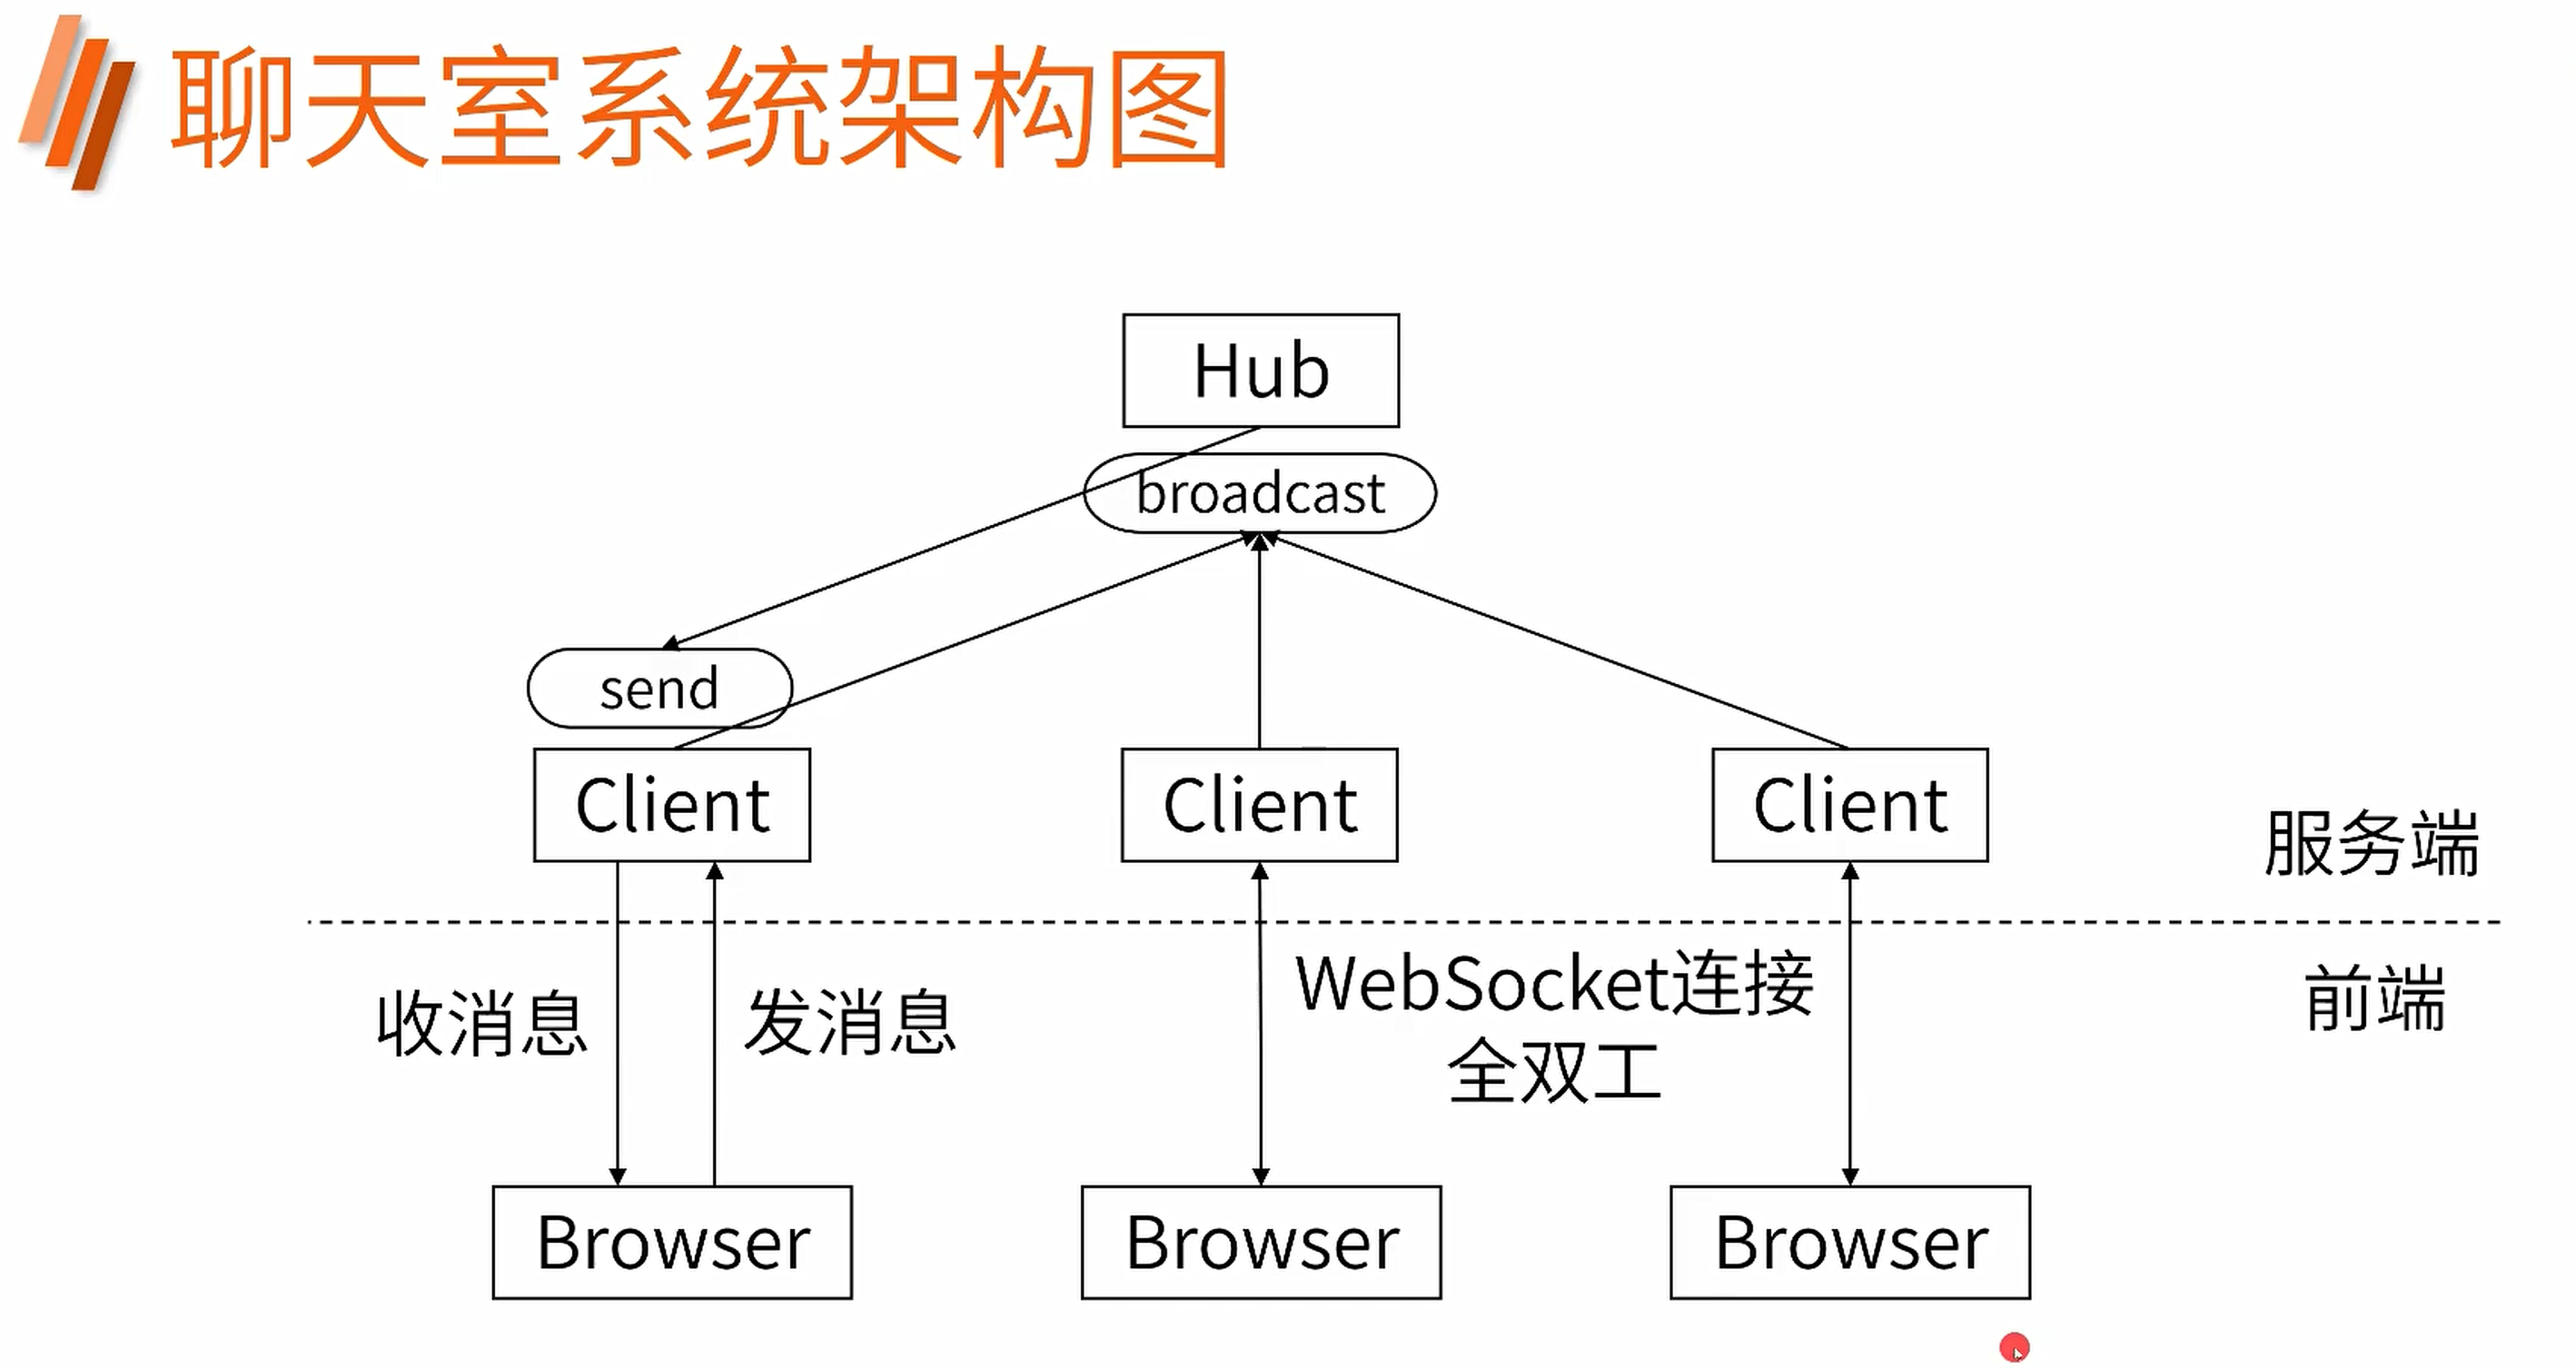 聊天室系统架构图
Hub
broadcast
send
Client
Client
Client
服务端
收消息
发消息
WebSocket连接
全双工
前端
Browser
Browser
Browser